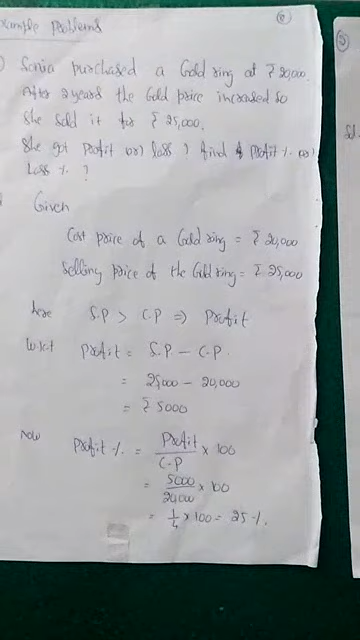 Example Problems
6
Sonia purchased a Gold ring at ₹ 20,000.
After 2 years the Gold price increased so
She sold it for ₹ 25,000.
She got Profit (or) loss ? find Profit % (or)
Loss % ?
Given
Cost price of a Gold ring = ₹ 20,000
Selling price of the Gold ring = ₹ 25,000
here S.P > C.P ⇒ Profit
W.k.t Profit = S.P – C.P.
= 25,000 – 20,000
= ₹ 5000
Now Profit % = Profit/C.P × 100
= 5000/20,000 × 100
= 1/4 × 100 = 25 %.